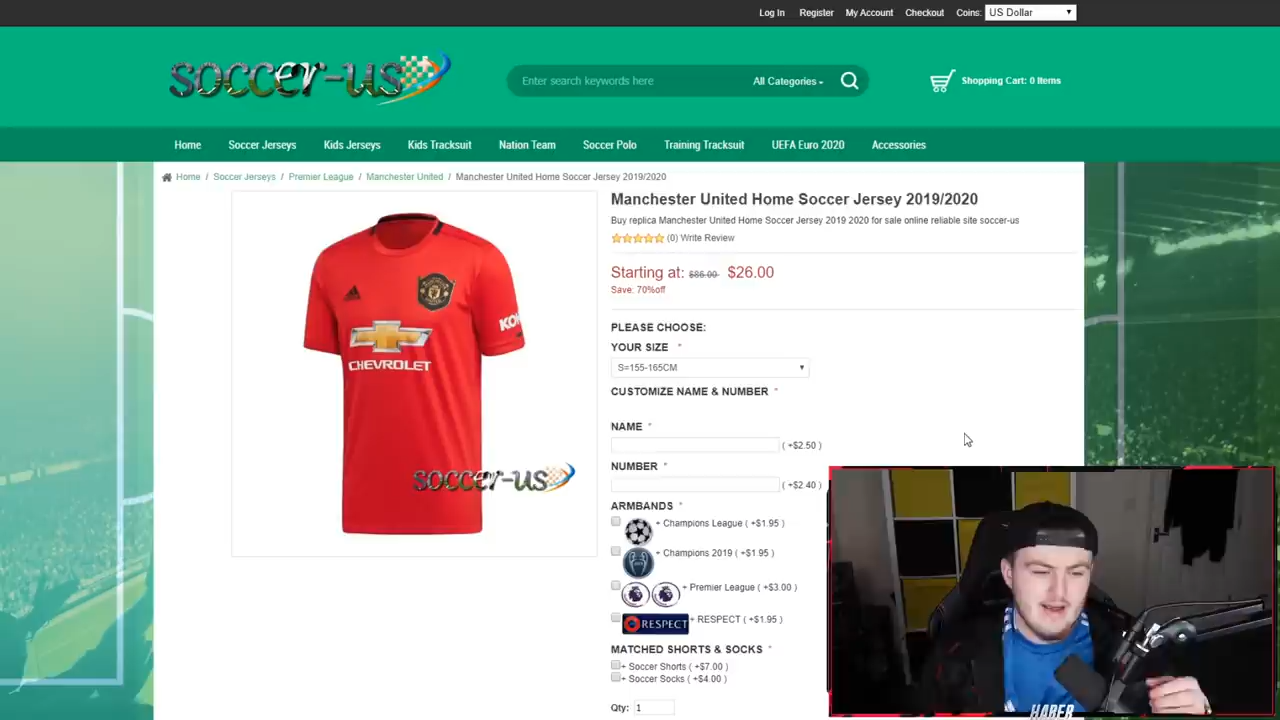 Log In Register My Account Checkout Coins: US Dollar
soccer-us
Enter search keywords here All Categories
Shopping Cart: 0 Items
Home Soccer Jerseys Kids Jerseys Kids Tracksuit Nation Team Soccer Polo Training Tracksuit UEFA Euro 2020 Accessories
Home / Soccer Jerseys / Premier League / Manchester United / Manchester United Home Soccer Jersey 2019/2020
Manchester United Home Soccer Jersey 2019/2020
Buy replica Manchester United Home Soccer Jersey 2019 2020 for sale online reliable site soccer-us
(0) Write Review
Starting at: $86.00 $26.00
Save: 70%off
PLEASE CHOOSE:
YOUR SIZE *
S=155-165CM
CUSTOMIZE NAME & NUMBER *
NAME *
( +$2.50 )
NUMBER *
( +$2.40 )
ARMBANDS *
+ Champions League ( +$1.95 )
+ Champions 2019 ( +$1.95 )
+ Premier League ( +$3.00 )
RESPECT + RESPECT ( +$1.95 )
MATCHED SHORTS & SOCKS *
+ Soccer Shorts ( +$7.00 )
+ Soccer Socks ( +$4.00 )
Qty: 1
CHEVROLET
soccer-us
HABER